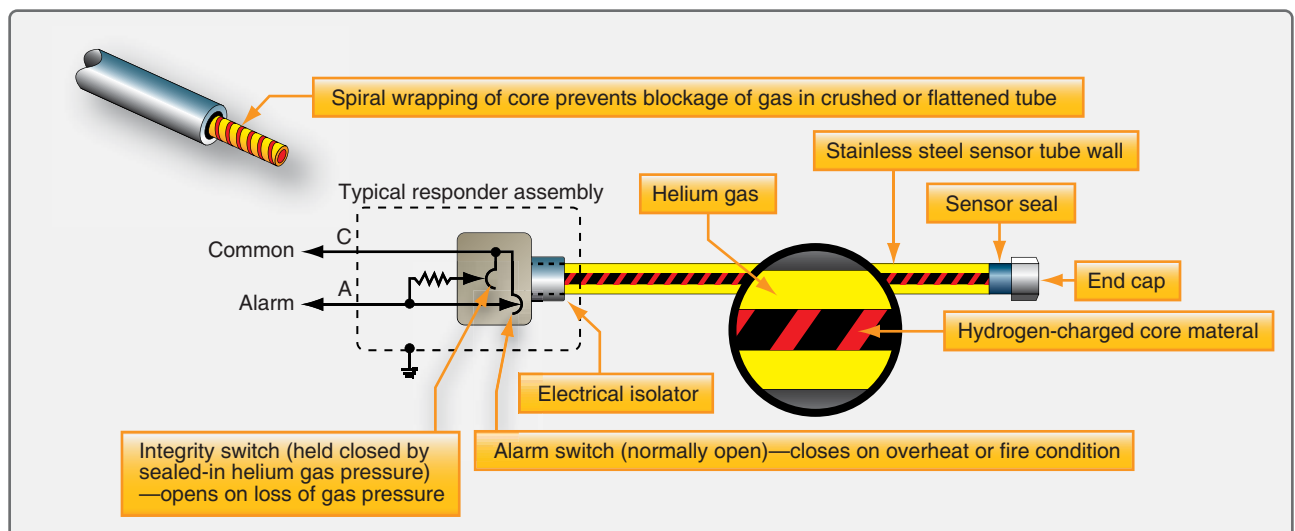 Spiral wrapping of core prevents blockage of gas in crushed or flattened tube
Stainless steel sensor tube wall
Typical responder assembly
Helium gas
Sensor seal
Common
C
Alarm
A
End cap
Hydrogen-charged core materal
Electrical isolator
Integrity switch (held closed by
sealed-in helium gas pressure)
—opens on loss of gas pressure
Alarm switch (normally open)—closes on overheat or fire condition